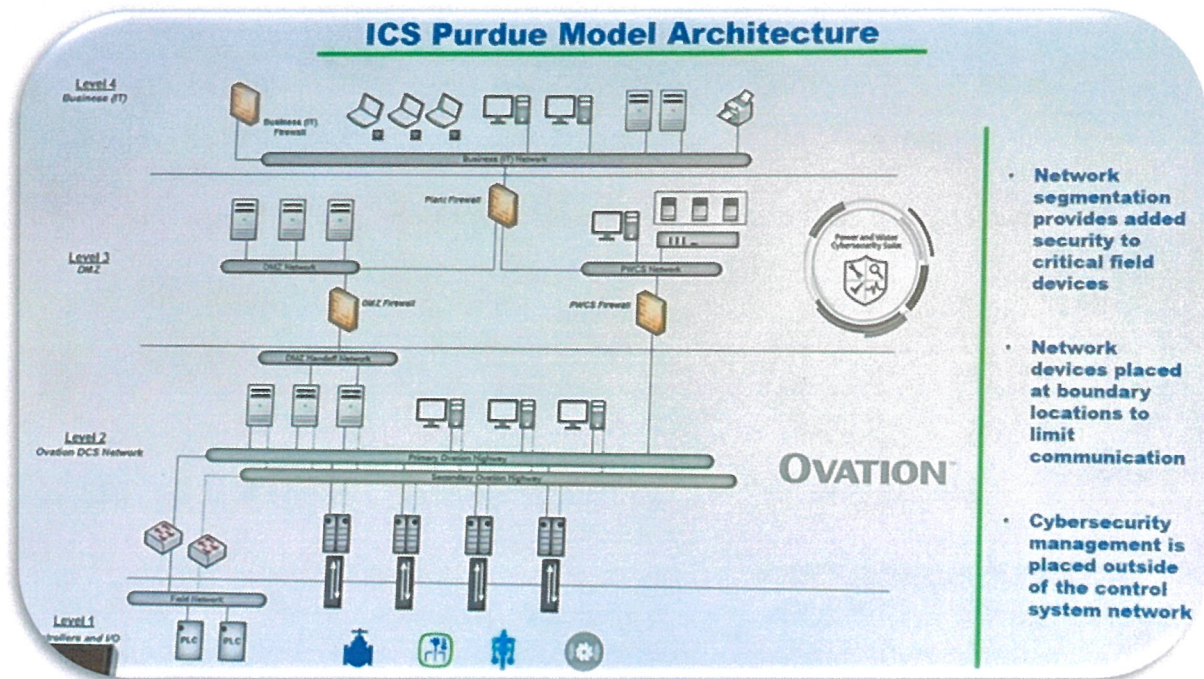 ICS Purdue Model Architecture
Level 4
Business (IT)
Business (IT)
Firewall
Business (IT) Network
Plant Firewall
Level 3
DMZ
DMZ Network
PWCS Network
Power and Water
Cybersecurity Suite
DMZ Firewall
PWCS Firewall
DMZ Handoff Network
Level 2
Ovation DCS Network
Primary Ovation Highway
Secondary Ovation Highway
OVATION™
Field Network
Level 1
trollers and I/O
PLC
PLC
• Network
segmentation
provides added
security to
critical field
devices
• Network
devices placed
at boundary
locations to
limit
communication
• Cybersecurity
management is
placed outside
of the control
system network